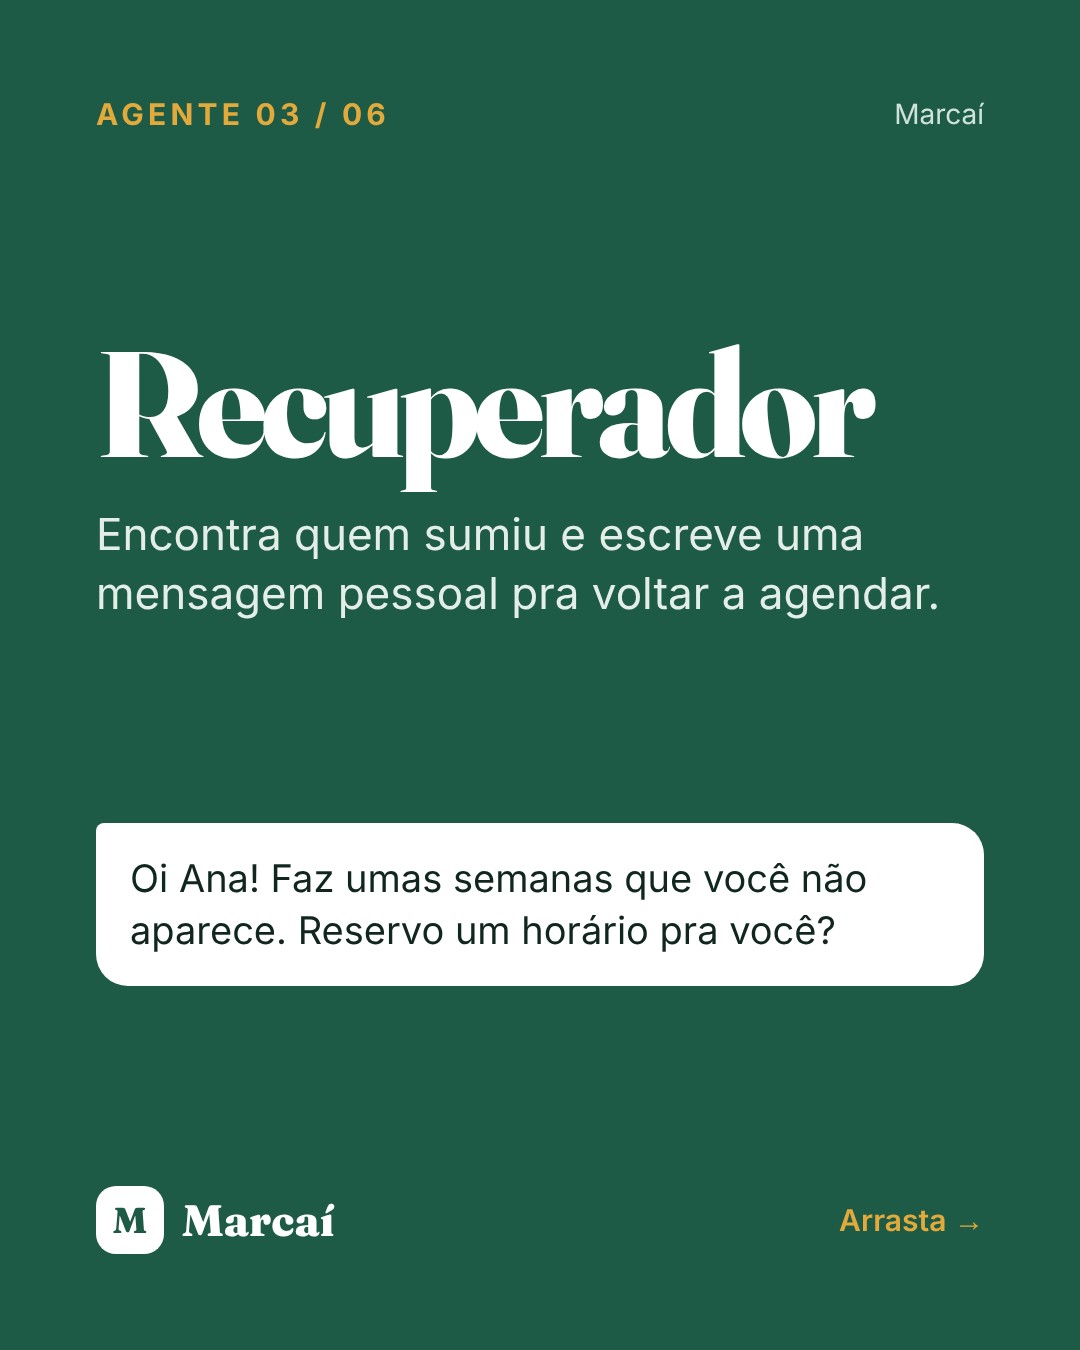 AGENTE 03 / 06
Marcaí
Recuperador
Encontra quem sumiu e escreve uma
mensagem pessoal pra voltar a agendar.
Oi Ana! Faz umas semanas que você não
aparece. Reservo um horário pra você?
M Marcaí
Arrasta →